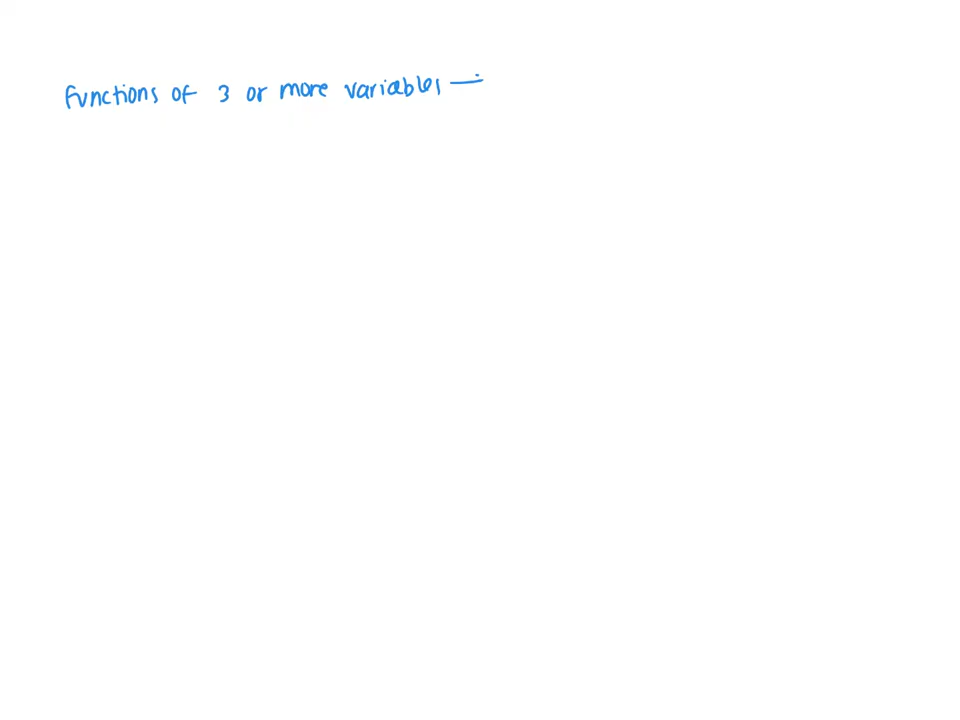 functions of 3 or more variables —